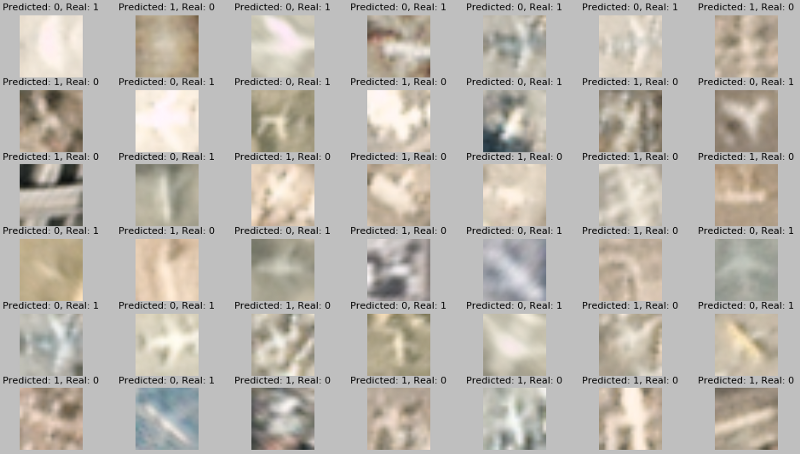 Predicted: 0, Real: 1 Predicted: 1, Real: 0 Predicted: 0, Real: 1 Predicted: 0, Real: 1 Predicted: 0, Real: 1 Predicted: 0, Real: 1 Predicted: 1, Real: 0
Predicted: 1, Real: 0 Predicted: 0, Real: 1 Predicted: 0, Real: 1 Predicted: 1, Real: 0 Predicted: 0, Real: 1 Predicted: 1, Real: 0 Predicted: 0, Real: 1
Predicted: 1, Real: 0 Predicted: 0, Real: 1 Predicted: 1, Real: 0 Predicted: 1, Real: 0 Predicted: 1, Real: 0 Predicted: 1, Real: 0 Predicted: 1, Real: 0
Predicted: 0, Real: 1 Predicted: 1, Real: 0 Predicted: 0, Real: 1 Predicted: 1, Real: 0 Predicted: 0, Real: 1 Predicted: 1, Real: 0 Predicted: 0, Real: 1
Predicted: 0, Real: 1 Predicted: 0, Real: 1 Predicted: 1, Real: 0 Predicted: 0, Real: 1 Predicted: 0, Real: 1 Predicted: 1, Real: 0 Predicted: 0, Real: 1
Predicted: 1, Real: 0 Predicted: 0, Real: 1 Predicted: 1, Real: 0 Predicted: 1, Real: 0 Predicted: 1, Real: 0 Predicted: 1, Real: 0 Predicted: 1, Real: 0